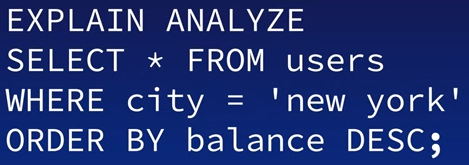 EXPLAIN ANALYZE
SELECT * FROM users
WHERE city = 'new york'
ORDER BY balance DESC;